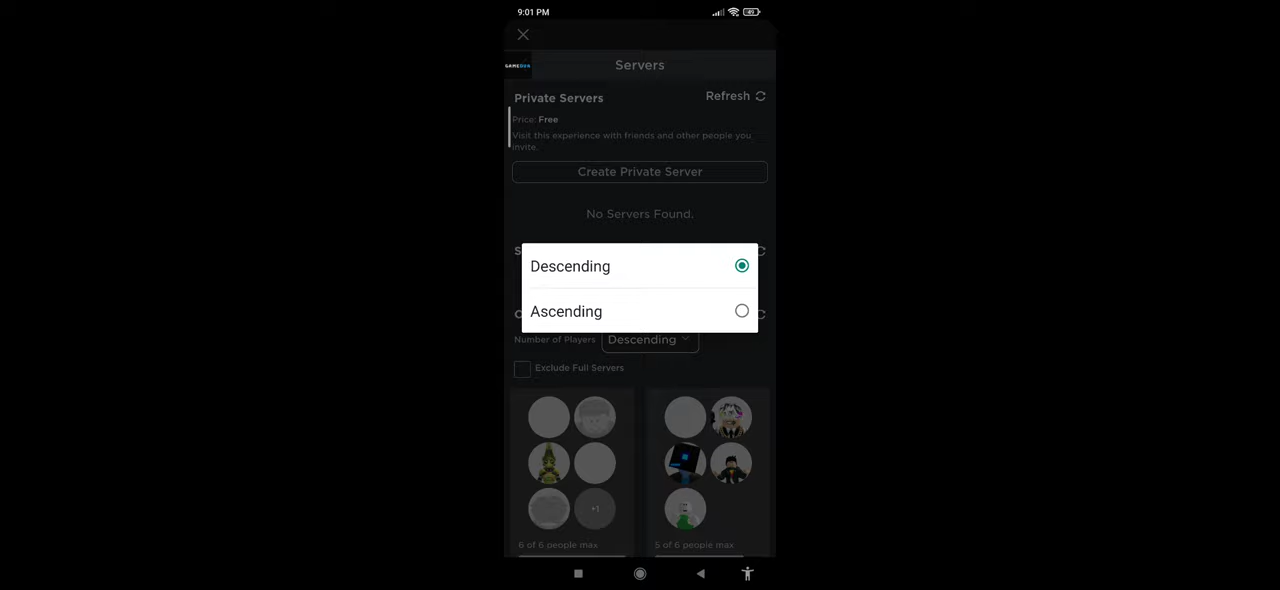 9:01 PM
49
GAMEDVA
Servers
Private Servers
Refresh
Price: Free
Visit this experience with friends and other people you
invite.
Create Private Server
No Servers Found.
S
Descending
Ascending
Number of Players
Descending
Exclude Full Servers
+1
6 of 6 people max
5 of 6 people max